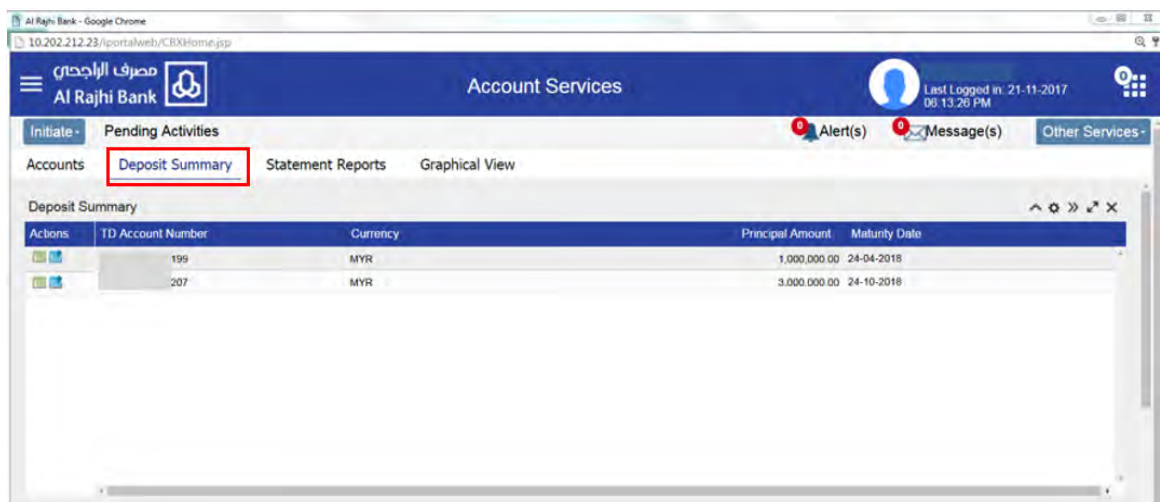 Al Rajhi Bank - Google Chrome
10.202.212.23/iportalweb/CBXHome.jsp
مصرف الراجحي
Al Rajhi Bank
Account Services
Last Logged in: 21-11-2017
06:13:26 PM
0
Initiate
Pending Activities
0 Alert(s)
0 Message(s)
Other Services
Accounts
Deposit Summary
Statement Reports
Graphical View
Deposit Summary
Actions TD Account Number Currency Principal Amount Maturity Date
199 MYR 1,000,000.00 24-04-2018
207 MYR 3,000,000.00 24-10-2018